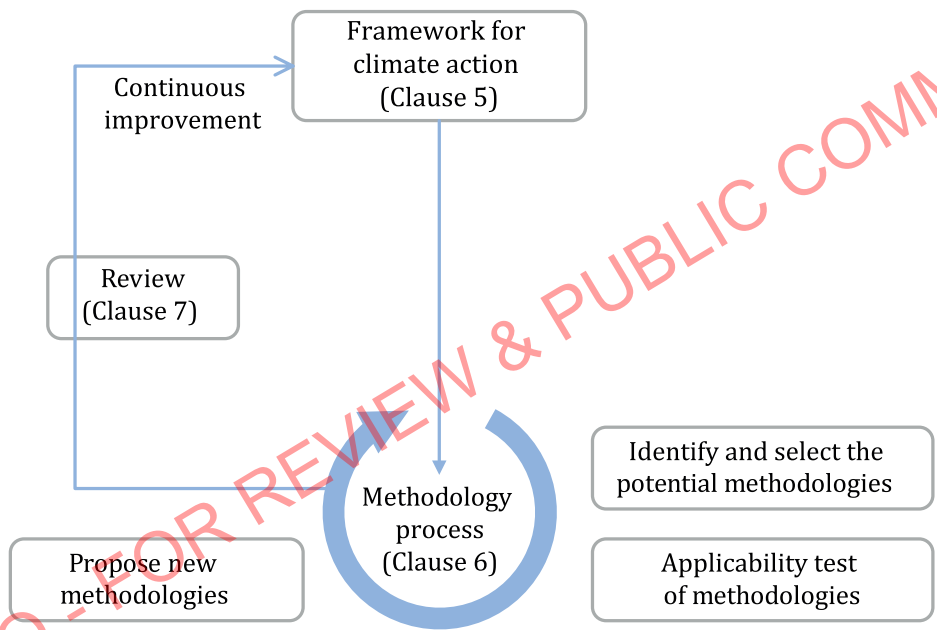 Framework for
climate action
(Clause 5)
Continuous
improvement
Review
(Clause 7)
Methodology
process
(Clause 6)
Identify and select the
potential methodologies
Propose new
methodologies
Applicability test
of methodologies
- FOR REVIEW & PUBLIC